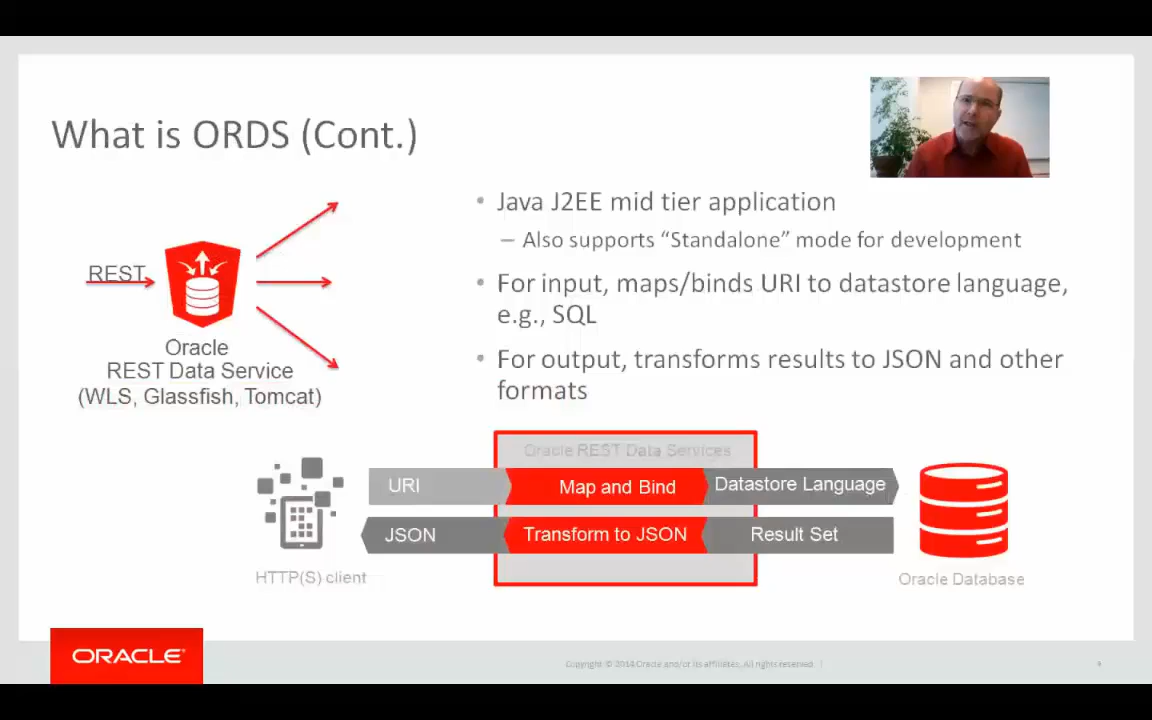 What is ORDS (Cont.)
REST
Oracle
REST Data Service
(WLS, Glassfish, Tomcat)
• Java J2EE mid tier application
– Also supports “Standalone” mode for development
• For input, maps/binds URI to datastore language,
e.g., SQL
• For output, transforms results to JSON and other
formats
Oracle REST Data Services
URI
Map and Bind
Datastore Language
JSON
Transform to JSON
Result Set
HTTP(S) client
Oracle Database
ORACLE
Copyright © 2014 Oracle and/or its affiliates. All rights reserved. |